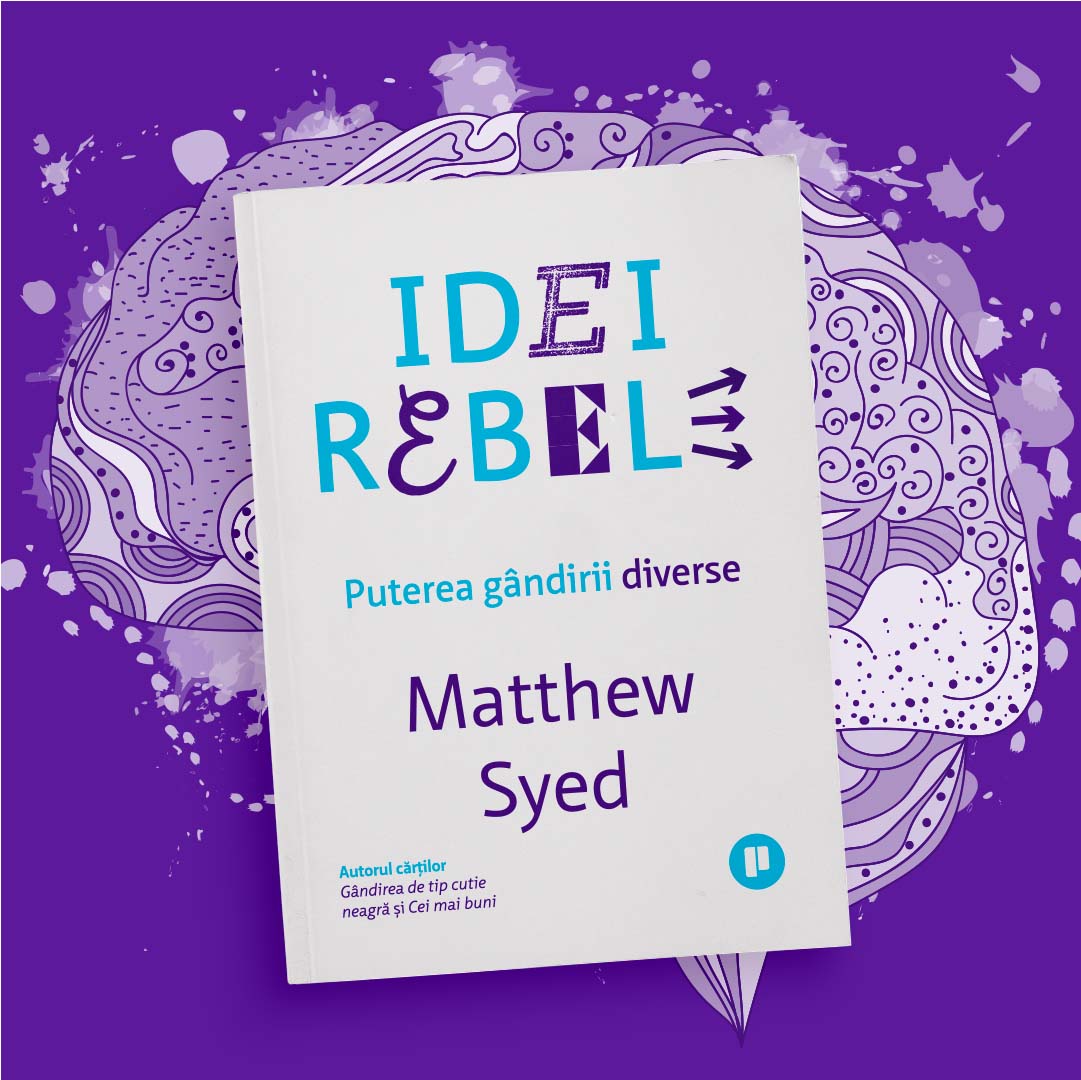 IDEI
REBELE
Puterea gândirii diverse
Matthew
Syed
Autorul cărților
Gândirea de tip cutie
neagră și Cei mai buni